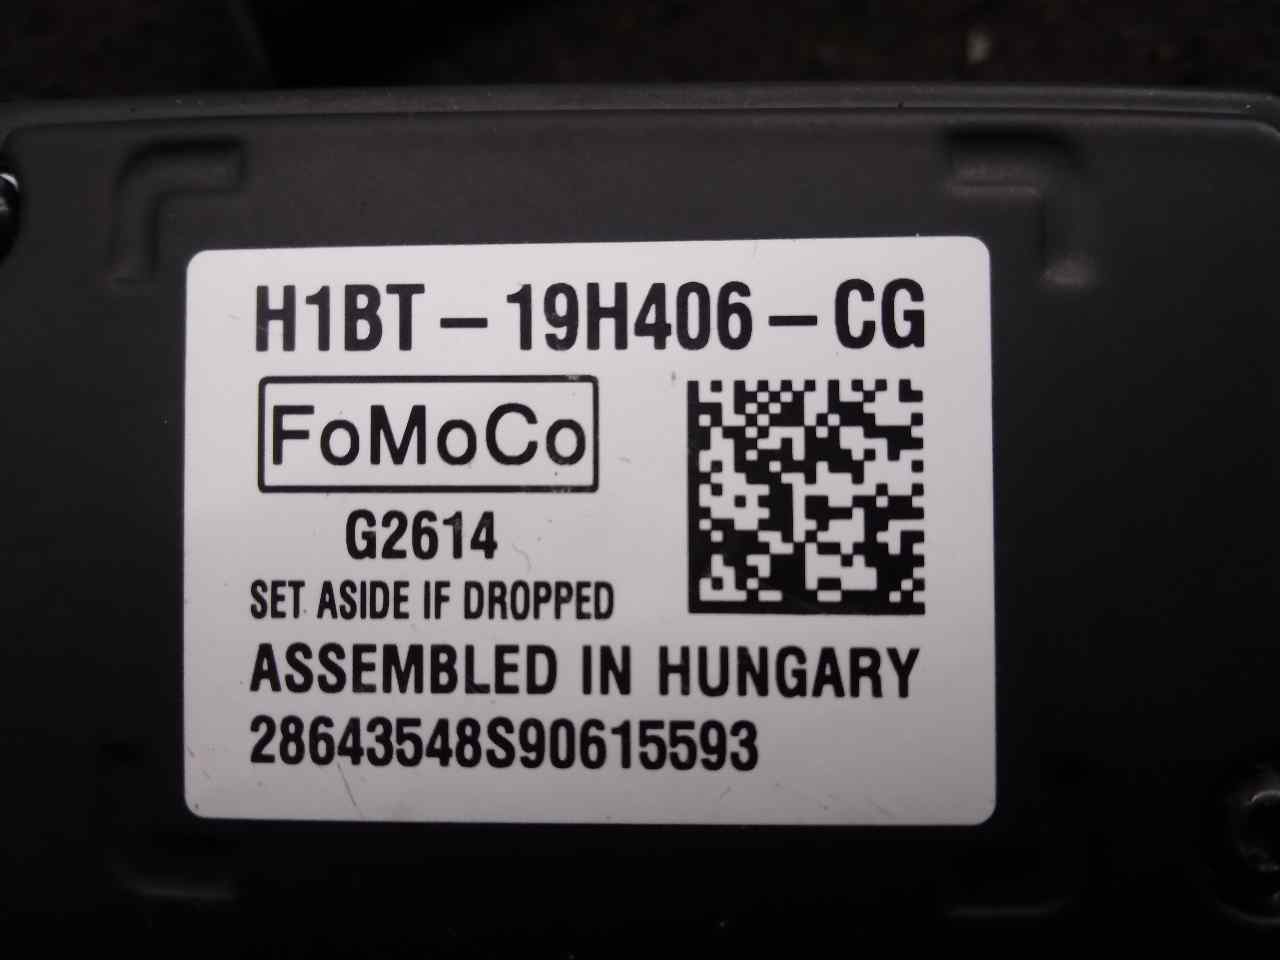 H1BT-19H406-CG
FoMoCo
G2614
SET ASIDE IF DROPPED
ASSEMBLED IN HUNGARY
28643548S90615593